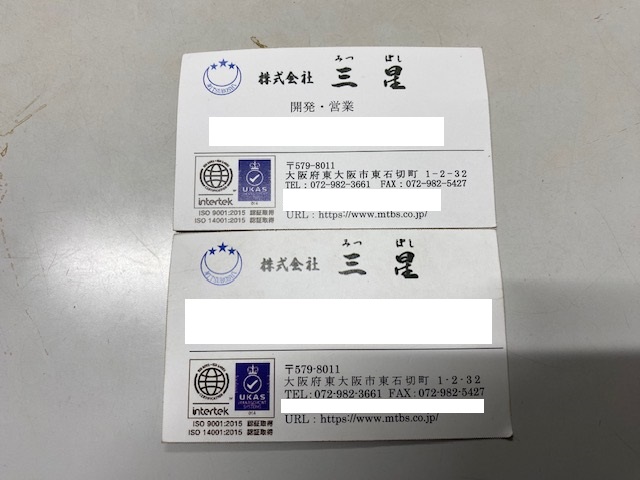 みつ ぼし
株式会社 三星
開発・営業
〒579-8011
大阪府東大阪市東石切町 1-2-32
TEL:072-982-3661 FAX:072-982-5427
URL:https://www.mtbs.co.jp/
intertek
UKAS
ISO 9001:2015 認証取得
ISO 14001:2015 認証取得
みつ ぼし
株式会社 三星
〒579-8011
大阪府東大阪市東石切町 1-2-32
TEL:072-982-3661 FAX:072-982-5427
URL:https://www.mtbs.co.jp/
intertek
UKAS
MANAGEMENT
SYSTEMS
ISO 9001:2015 認証取得
ISO 14001:2015 認証取得